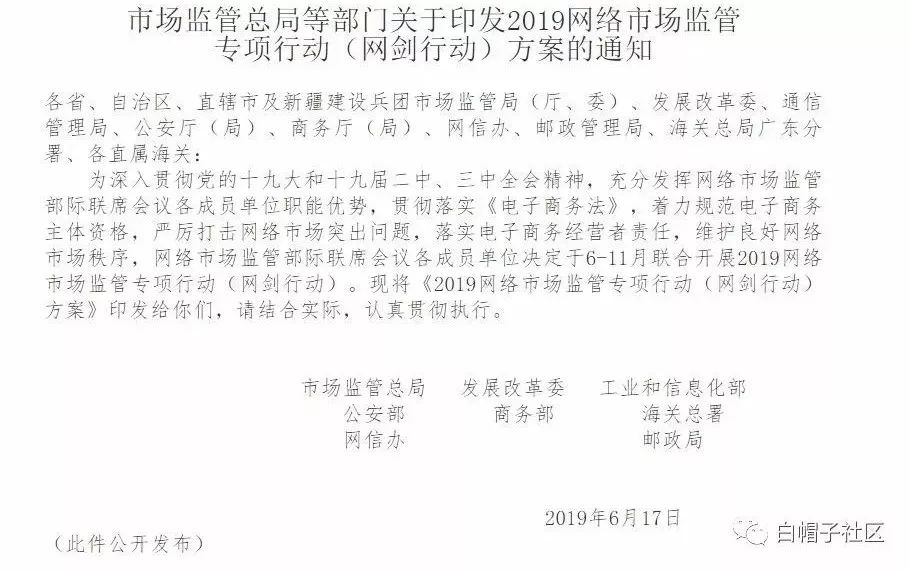 市场监管总局等部门关于印发2019网络市场监管
专项行动（网剑行动）方案的通知
各省、自治区、直辖市及新疆建设兵团市场监管局（厅、委）、发展改革委、通信
管理局、公安厅（局）、商务厅（局）、网信办、邮政管理局、海关总局广东分
署、各直属海关：
为深入贯彻党的十九大和十九届二中、三中全会精神，充分发挥网络市场监管
部际联席会议各成员单位职能优势，贯彻落实《电子商务法》，着力规范电子商务
主体资格，严厉打击网络市场突出问题，落实电子商务经营者责任，维护良好网络
市场秩序，网络市场监管部际联席会议各成员单位决定于6-11月联合开展2019网络
市场监管专项行动（网剑行动）。现将《2019网络市场监管专项行动（网剑行动）
方案》印发给你们，请结合实际，认真贯彻执行。
市场监管总局 发展改革委 工业和信息化部
公安部 商务部 海关总署
网信办 邮政局
2019年6月17日
（此件公开发布）
白帽子社区